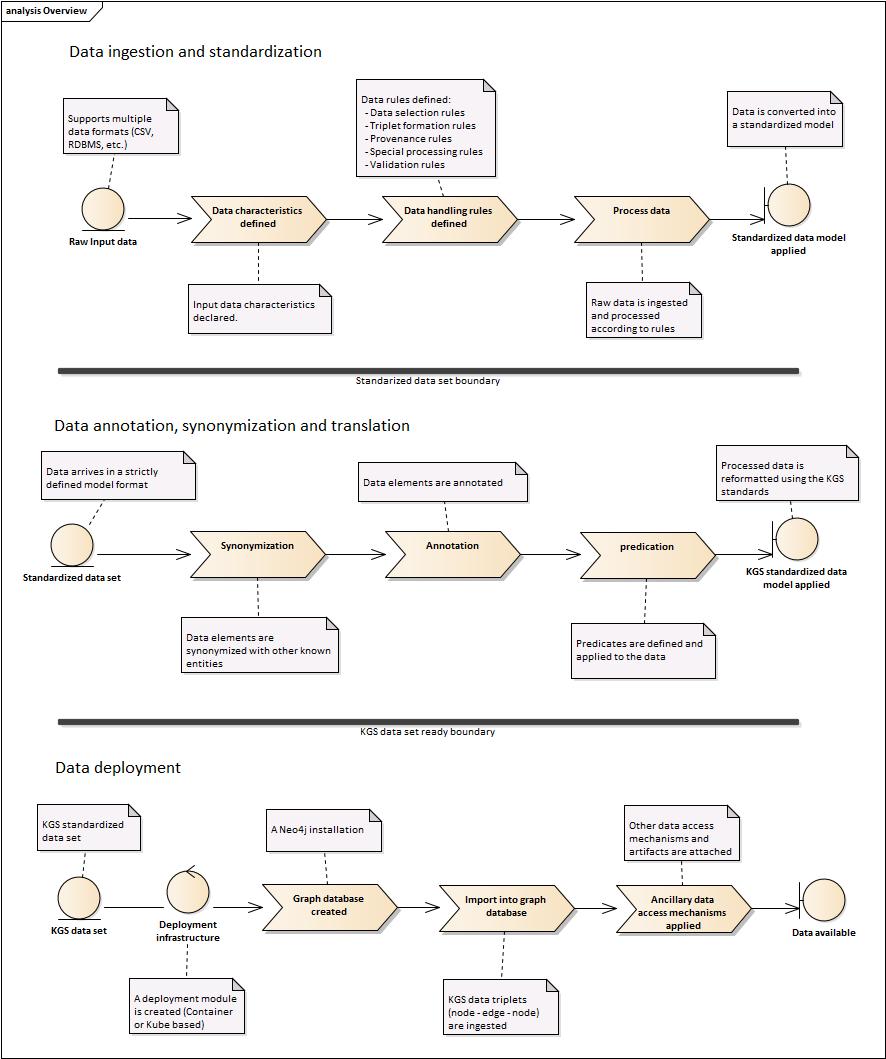 analysis Overview
Data ingestion and standardization
Supports multiple
data formats (CSV,
RDBMS, etc.)
Data rules defined:
- Data selection rules
- Triplet formation rules
- Provenance rules
- Special processing rules
- Validation rules
Data is converted into
a standardized model
Raw Input data
Data characteristics
defined
Data handling rules
defined
Process data
Standardized data model
applied
Input data characteristics
declared.
Raw data is ingested
and processed
according to rules
Standarized data set boundary
Data annotation, synonymization and translation
Data arrives in a strictly
defined model format
Data elements are annotated
Processed data is
reformatted using the KGS
standards
Standardized data set
Synonymization
Annotation
predication
KGS standardized data
model applied
Data elements are
synonymized with other known
entities
Predicates are defined and
applied to the data
KGS data set ready boundary
Data deployment
KGS standardized
data set
A Neo4j installation
Other data access
mechanisms and
artifacts are attached
KGS data set
Deployment
infrastructure
Graph database
created
Import into graph
database
Ancillary data
access mechanisms
applied
Data available
A deployment module
is created (Container
or Kube based)
KGS data triplets
(node - edge - node)
are ingested